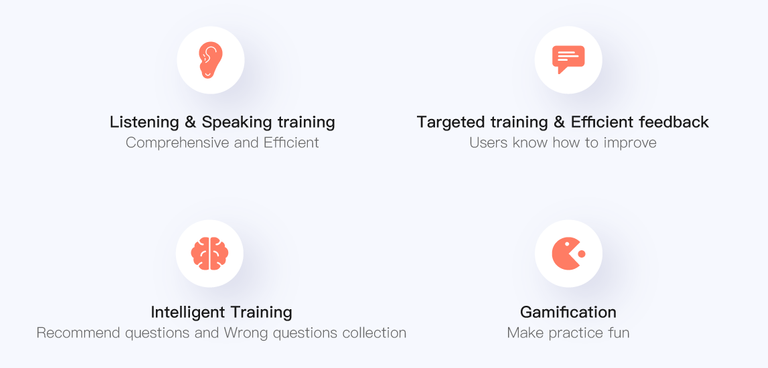 Listening & Speaking training
Comprehensive and Efficient
Targeted training & Efficient feedback
Users know how to improve
Intelligent Training
Recommend questions and Wrong questions collection
Gamification
Make practice fun